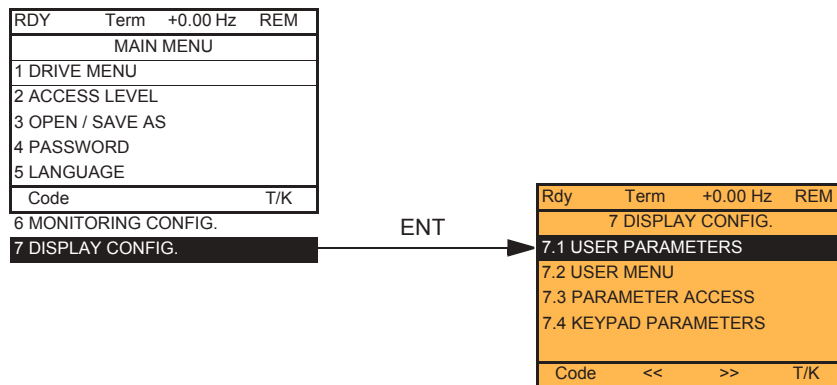 RDY Term +0.00 Hz REM
MAIN MENU
1 DRIVE MENU
2 ACCESS LEVEL
3 OPEN / SAVE AS
4 PASSWORD
5 LANGUAGE
Code T/K
6 MONITORING CONFIG.
7 DISPLAY CONFIG.
ENT
Rdy Term +0.00 Hz REM
7 DISPLAY CONFIG.
7.1 USER PARAMETERS
7.2 USER MENU
7.3 PARAMETER ACCESS
7.4 KEYPAD PARAMETERS
Code << >> T/K